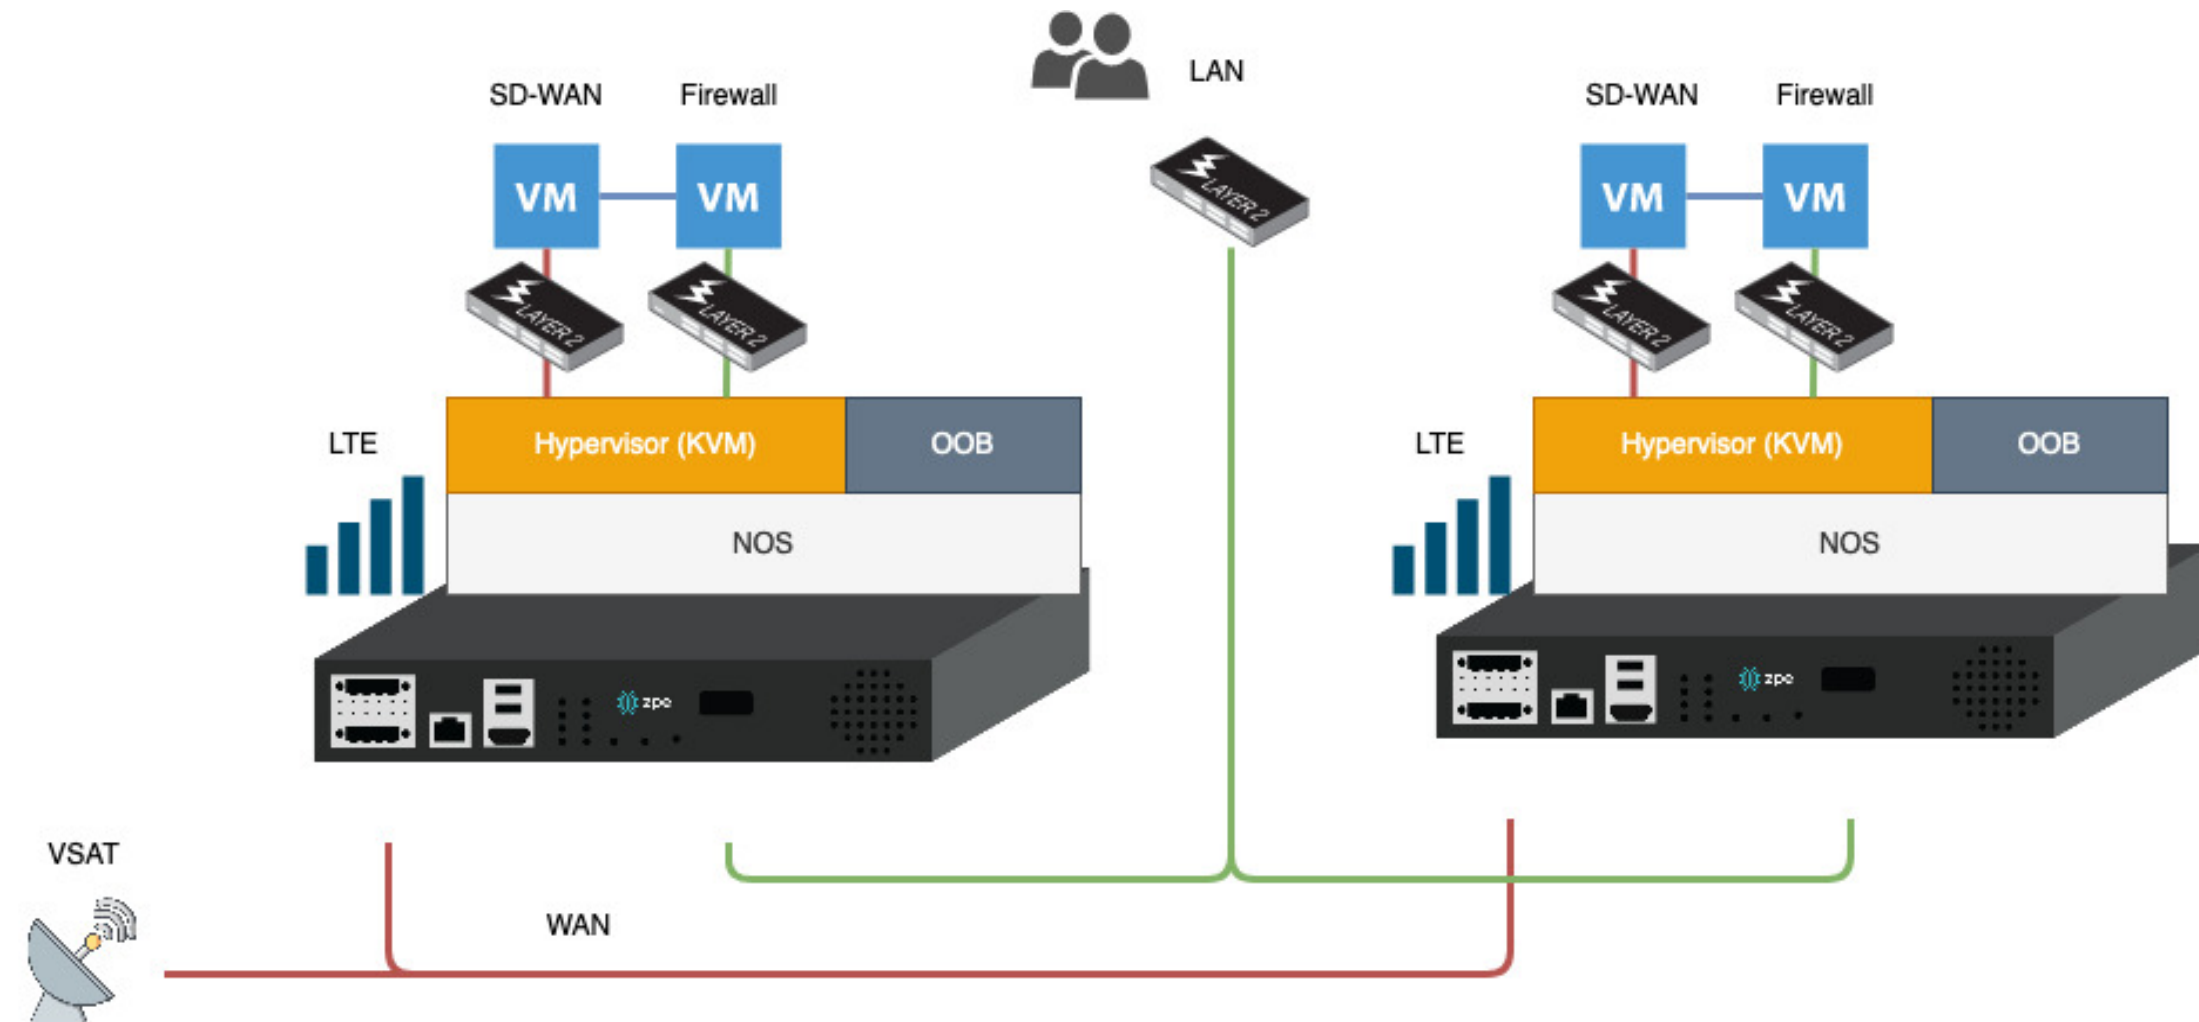 LAN
SD-WAN Firewall
SD-WAN Firewall
VM VM
VM VM
LAYER 2
LAYER 2 LAYER 2
LAYER 2 LAYER 2
LTE
Hypervisor (KVM) OOB
NOS
LTE
Hypervisor (KVM) OOB
NOS
zpe
zpe
VSAT
WAN